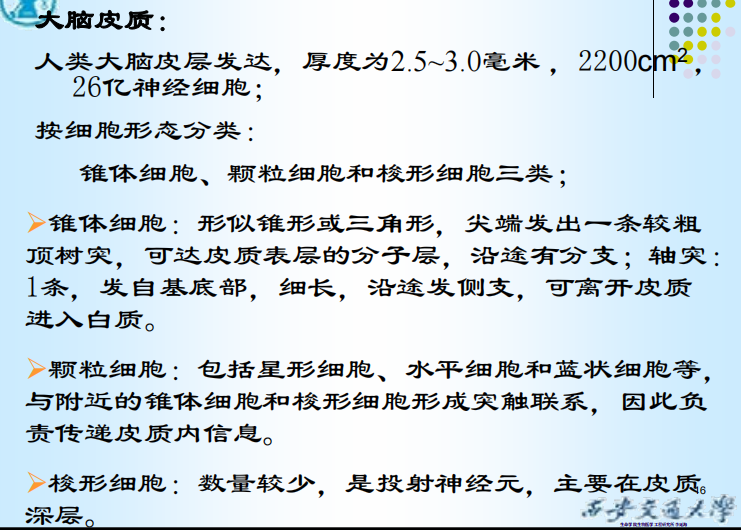 大脑皮质：
人类大脑皮层发达，厚度为2.5~3.0毫米，2200cm²，
26亿神经细胞；
按细胞形态分类：
锥体细胞、颗粒细胞和梭形细胞三类；
➢锥体细胞：形似锥形或三角形，尖端发出一条较粗
顶树突，可达皮质表层的分子层，沿途有分支；轴突：
1条，发自基底部，细长，沿途发侧支，可离开皮质
进入白质。
➢颗粒细胞：包括星形细胞、水平细胞和蓝状细胞等，
与附近的锥体细胞和梭形细胞形成突触联系，因此负
责传递皮质内信息。
➢梭形细胞：数量较少，是投射神经元，主要在皮质
深层。
16
西安交通大学